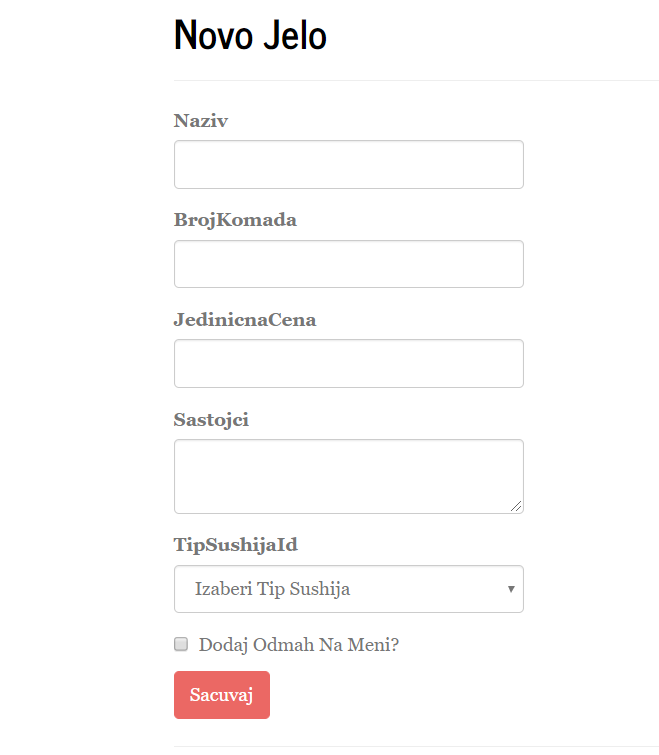 Novo Jelo
Naziv
BrojKomada
JedinicnaCena
Sastojci
TipSushijaId
Izaberi Tip Sushija
Dodaj Odmah Na Meni?
Sacuvaj